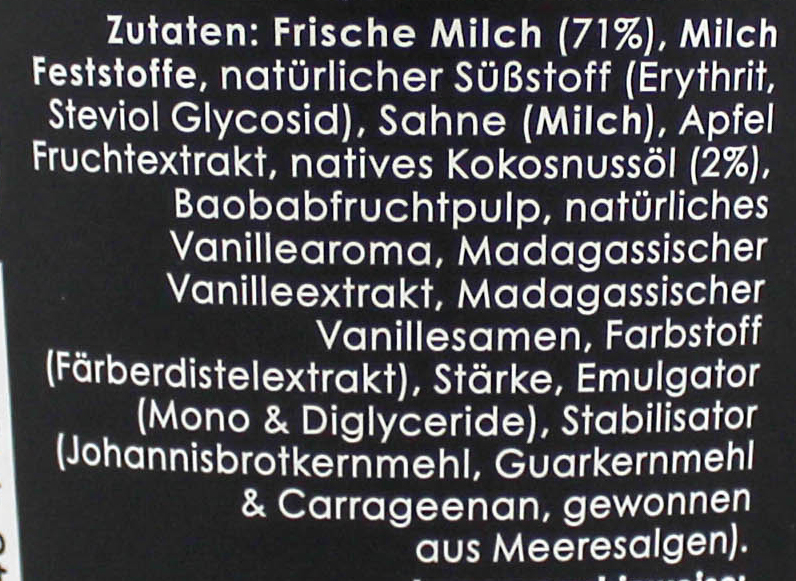 Zutaten: Frische Milch (71%), Milch
Feststoffe, natürlicher Süßstoff (Erythrit,
Steviol Glycosid), Sahne (Milch), Apfel
Fruchtextrakt, natives Kokosnussöl (2%),
Baobabfruchtpulp, natürliches
Vanillearoma, Madagassischer
Vanilleextrakt, Madagassischer
Vanillesamen, Farbstoff
(Färberdistelextrakt), Stärke, Emulgator
(Mono & Diglyceride), Stabilisator
(Johannisbrotkernmehl, Guarkernmehl
& Carrageenan, gewonnen
aus Meeresalgen).